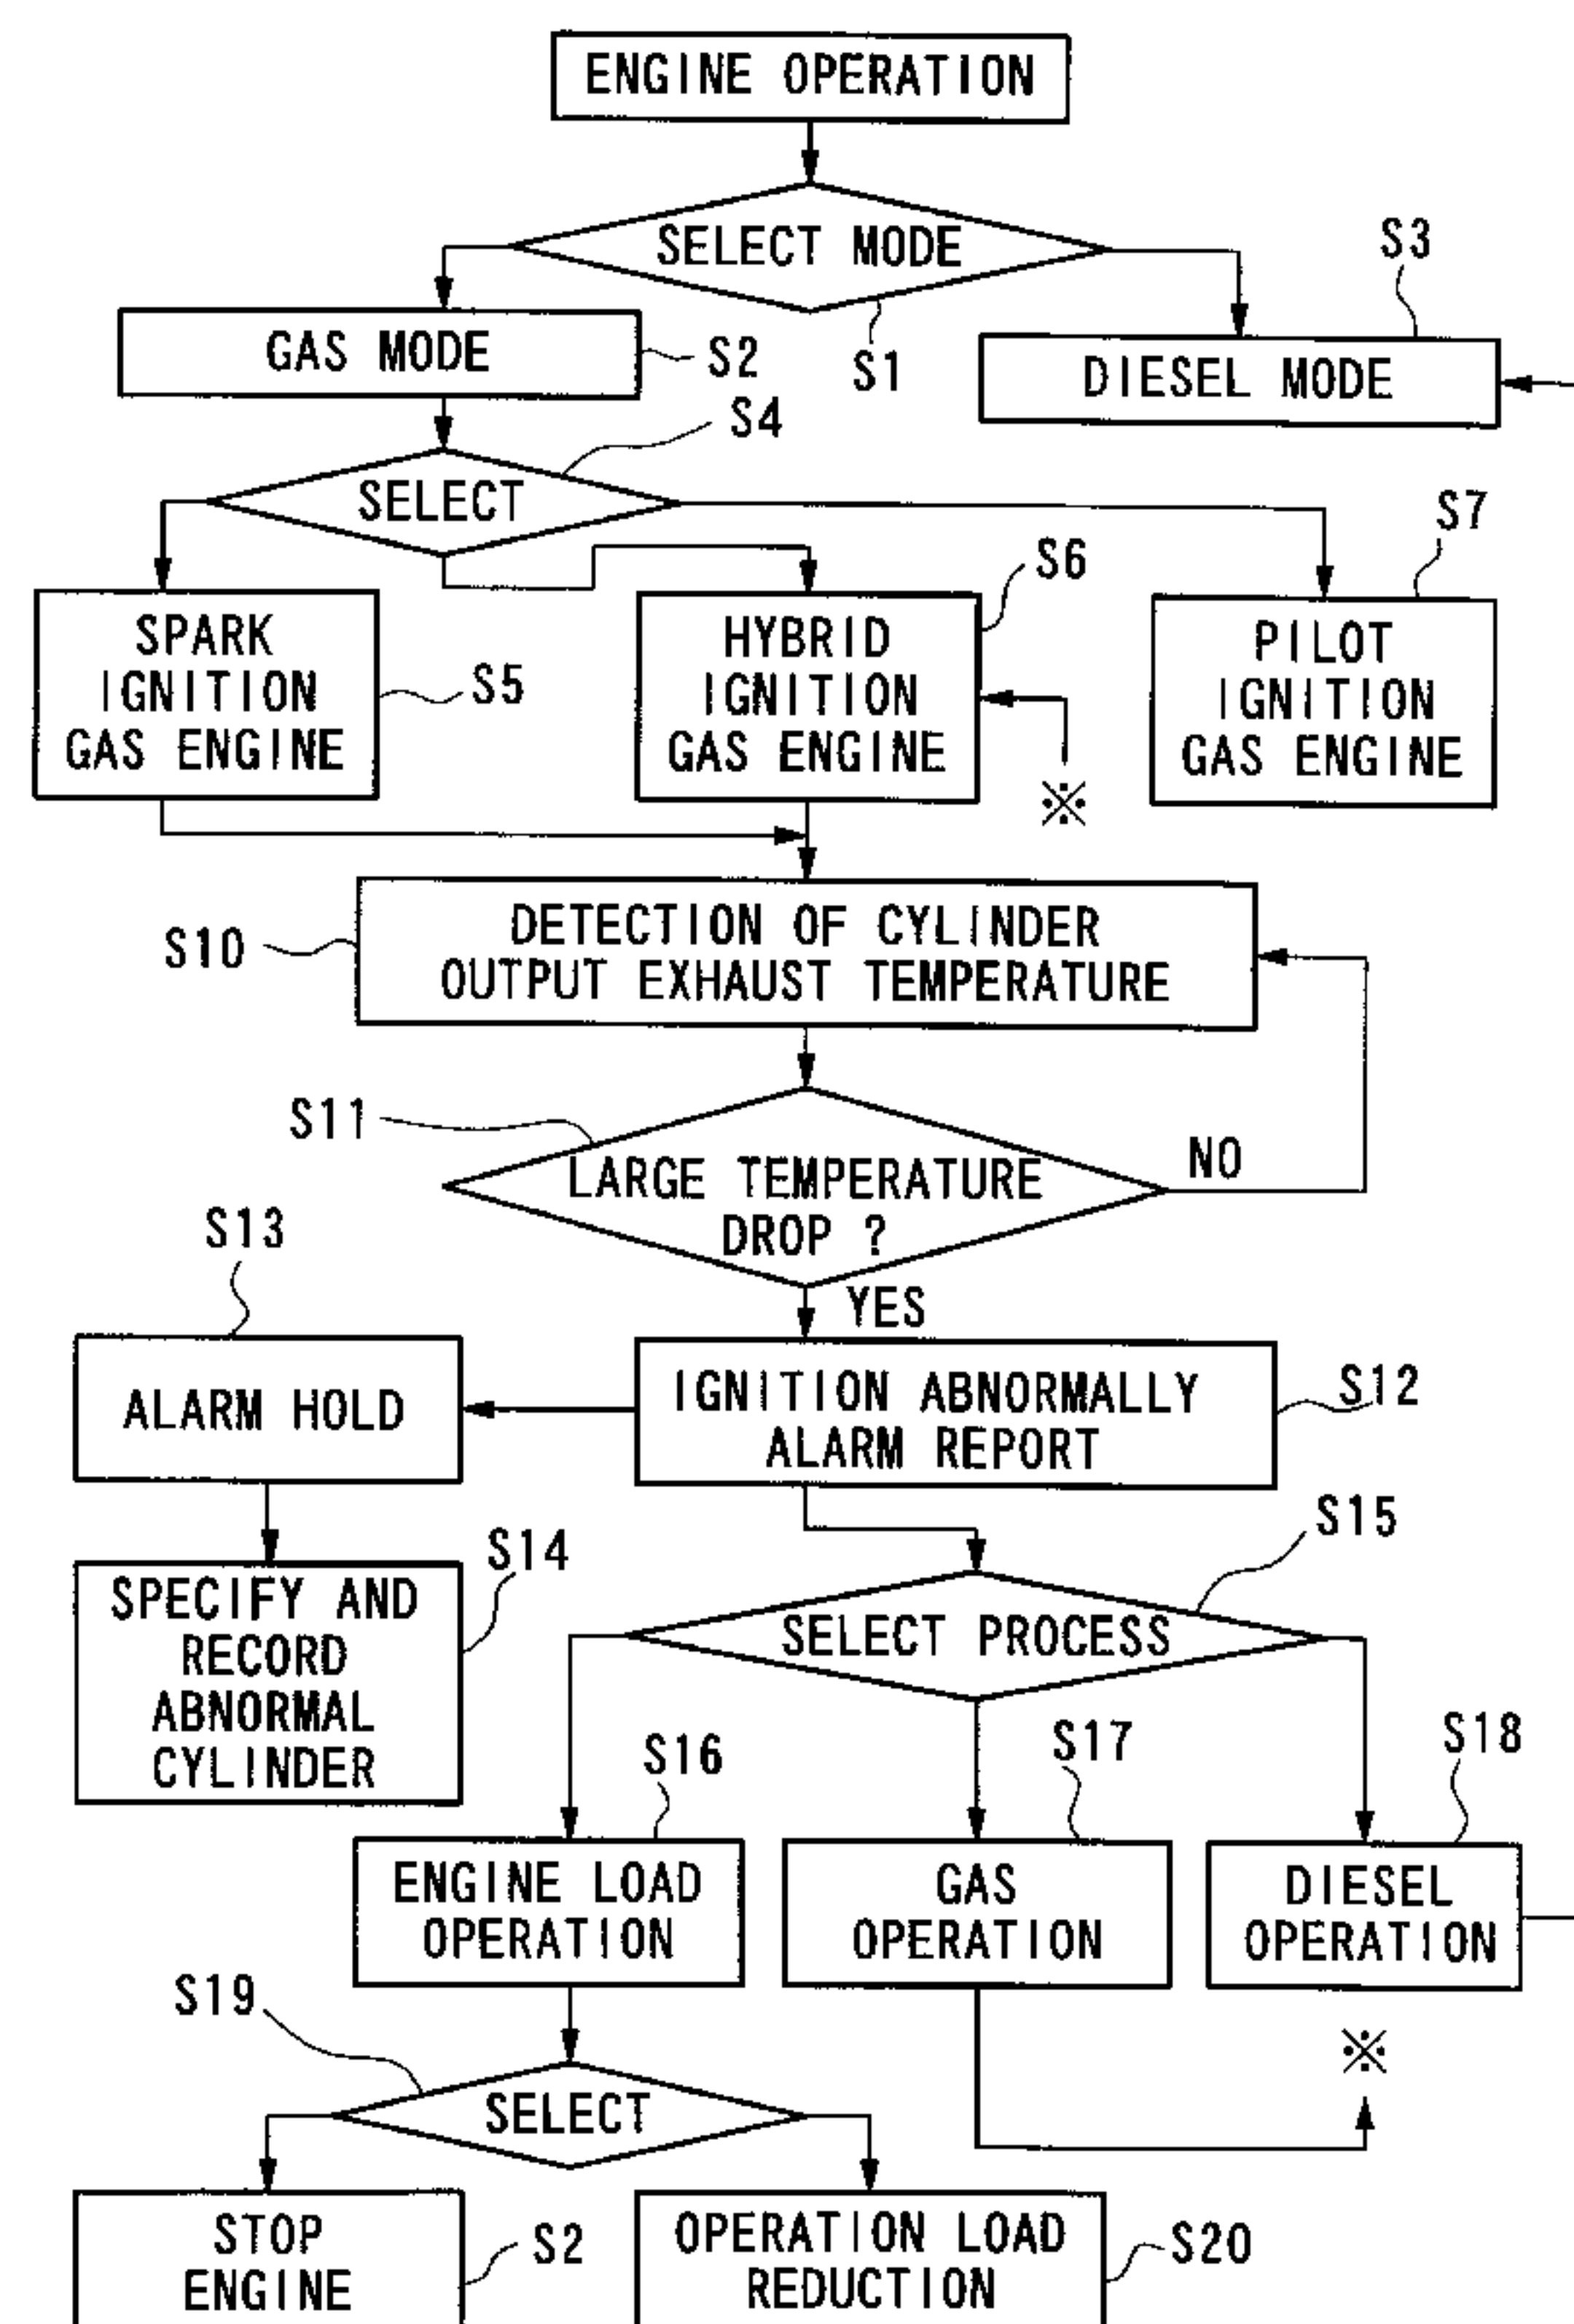 ENGINE OPERATION
SELECT MODE
S3
GAS MODE
S2
S1
DIESEL MODE
S4
SELECT
S7
S6
SPARK
IGNITION
GAS ENGINE
S5
HYBRID
IGNITION
GAS ENGINE
PILOT
IGNITION
GAS ENGINE
※
S10
DETECTION OF CYLINDER
OUTPUT EXHAUST TEMPERATURE
S11
LARGE TEMPERATURE
DROP ?
NO
YES
S13
ALARM HOLD
IGNITION ABNORMALLY
ALARM REPORT
S12
S15
S14
SPECIFY AND
RECORD
ABNORMAL
CYLINDER
SELECT PROCESS
S16
S17
S18
ENGINE LOAD
OPERATION
GAS
OPERATION
DIESEL
OPERATION
S19
※
SELECT
STOP
ENGINE
S2
OPERATION LOAD
REDUCTION
S20